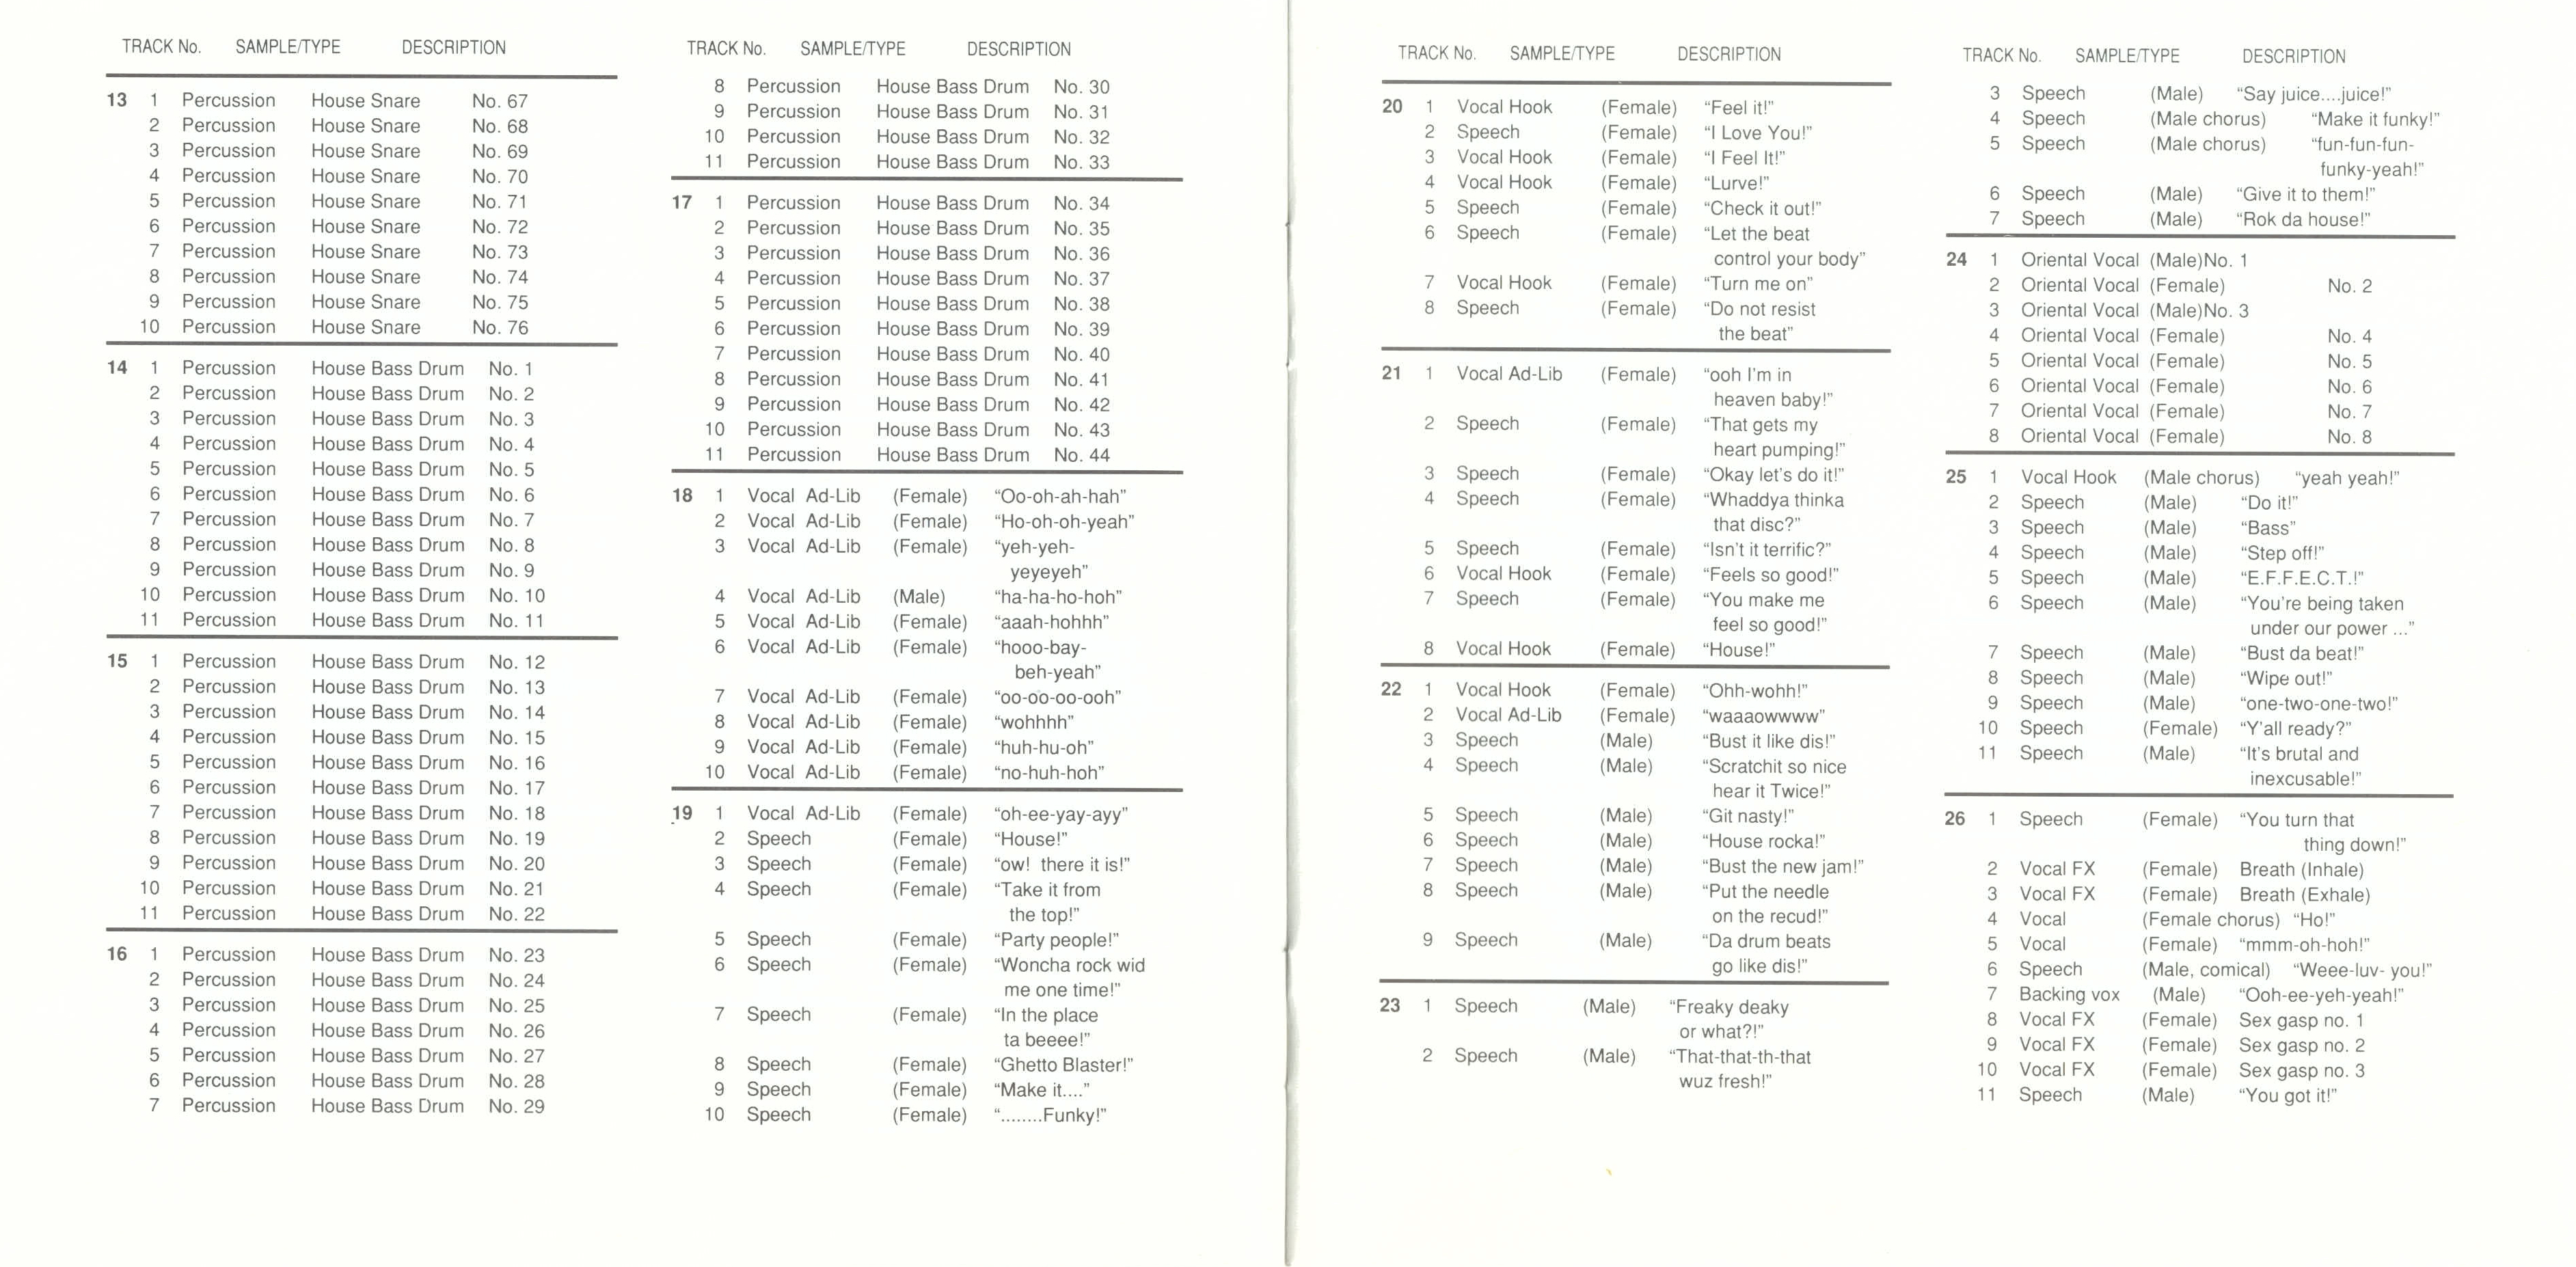 TRACK No. SAMPLE/TYPE DESCRIPTION
13 1 Percussion House Snare No. 67
2 Percussion House Snare No. 68
3 Percussion House Snare No. 69
4 Percussion House Snare No. 70
5 Percussion House Snare No. 71
6 Percussion House Snare No. 72
7 Percussion House Snare No. 73
8 Percussion House Snare No. 74
9 Percussion House Snare No. 75
10 Percussion House Snare No. 76
14 1 Percussion House Bass Drum No. 1
2 Percussion House Bass Drum No. 2
3 Percussion House Bass Drum No. 3
4 Percussion House Bass Drum No. 4
5 Percussion House Bass Drum No. 5
6 Percussion House Bass Drum No. 6
7 Percussion House Bass Drum No. 7
8 Percussion House Bass Drum No. 8
9 Percussion House Bass Drum No. 9
10 Percussion House Bass Drum No. 10
11 Percussion House Bass Drum No. 11
15 1 Percussion House Bass Drum No. 12
2 Percussion House Bass Drum No. 13
3 Percussion House Bass Drum No. 14
4 Percussion House Bass Drum No. 15
5 Percussion House Bass Drum No. 16
6 Percussion House Bass Drum No. 17
7 Percussion House Bass Drum No. 18
8 Percussion House Bass Drum No. 19
9 Percussion House Bass Drum No. 20
10 Percussion House Bass Drum No. 21
11 Percussion House Bass Drum No. 22
16 1 Percussion House Bass Drum No. 23
2 Percussion House Bass Drum No. 24
3 Percussion House Bass Drum No. 25
4 Percussion House Bass Drum No. 26
5 Percussion House Bass Drum No. 27
6 Percussion House Bass Drum No. 28
7 Percussion House Bass Drum No. 29
TRACK No. SAMPLE/TYPE DESCRIPTION
8 Percussion House Bass Drum No. 30
9 Percussion House Bass Drum No. 31
10 Percussion House Bass Drum No. 32
11 Percussion House Bass Drum No. 33
17 1 Percussion House Bass Drum No. 34
2 Percussion House Bass Drum No. 35
3 Percussion House Bass Drum No. 36
4 Percussion House Bass Drum No. 37
5 Percussion House Bass Drum No. 38
6 Percussion House Bass Drum No. 39
7 Percussion House Bass Drum No. 40
8 Percussion House Bass Drum No. 41
9 Percussion House Bass Drum No. 42
10 Percussion House Bass Drum No. 43
11 Percussion House Bass Drum No. 44
18 1 Vocal Ad-Lib (Female) “Oo-oh-ah-hah”
2 Vocal Ad-Lib (Female) “Ho-oh-oh-yeah”
3 Vocal Ad-Lib (Female) “yeh-yeh-
yeyeyeh”
4 Vocal Ad-Lib (Male) “ha-ha-ho-hoh”
5 Vocal Ad-Lib (Female) “aaah-hohhh”
6 Vocal Ad-Lib (Female) “hooo-bay-
beh-yeah”
7 Vocal Ad-Lib (Female) “oo-oo-oo-ooh”
8 Vocal Ad-Lib (Female) “wohhhh”
9 Vocal Ad-Lib (Female) “huh-hu-oh”
10 Vocal Ad-Lib (Female) “no-huh-hoh”
19 1 Vocal Ad-Lib (Female) “oh-ee-yay-ayy”
2 Speech (Female) “House!”
3 Speech (Female) “ow! there it is!”
4 Speech (Female) “Take it from
the top!”
5 Speech (Female) “Party people!”
6 Speech (Female) “Woncha rock wid
me one time!”
7 Speech (Female) “In the place
ta beeee!”
8 Speech (Female) “Ghetto Blaster!”
9 Speech (Female) “Make it....”
10 Speech (Female) “........Funky!”
TRACK No. SAMPLE/TYPE DESCRIPTION
20 1 Vocal Hook (Female) “Feel it!”
2 Speech (Female) “I Love You!”
3 Vocal Hook (Female) “I Feel It!”
4 Vocal Hook (Female) “Lurve!”
5 Speech (Female) “Check it out!”
6 Speech (Female) “Let the beat
control your body”
7 Vocal Hook (Female) “Turn me on”
8 Speech (Female) “Do not resist
the beat”
21 1 Vocal Ad-Lib (Female) “ooh I'm in
heaven baby!”
2 Speech (Female) “That gets my
heart pumping!”
3 Speech (Female) “Okay let's do it!”
4 Speech (Female) “Whaddya thinka
that disc?”
5 Speech (Female) “Isn't it terrific?”
6 Vocal Hook (Female) “Feels so good!”
7 Speech (Female) “You make me
feel so good!”
8 Vocal Hook (Female) “House!”
22 1 Vocal Hook (Female) “Ohh-wohh!”
2 Vocal Ad-Lib (Female) “waaaowwww”
3 Speech (Male) “Bust it like dis!”
4 Speech (Male) “Scratchit so nice
hear it Twice!”
5 Speech (Male) “Git nasty!”
6 Speech (Male) “House rocka!”
7 Speech (Male) “Bust the new jam!”
8 Speech (Male) “Put the needle
on the recud!”
9 Speech (Male) “Da drum beats
go like dis!”
23 1 Speech (Male) “Freaky deaky
or what?!”
2 Speech (Male) “That-that-th-that
wuz fresh!”
TRACK No. SAMPLE/TYPE DESCRIPTION
3 Speech (Male) “Say juice....juice!”
4 Speech (Male chorus) “Make it funky!”
5 Speech (Male chorus) “fun-fun-fun-
funky-yeah!”
6 Speech (Male) “Give it to them!”
7 Speech (Male) “Rok da house!”
24 1 Oriental Vocal (Male)No. 1
2 Oriental Vocal (Female) No. 2
3 Oriental Vocal (Male)No. 3
4 Oriental Vocal (Female) No. 4
5 Oriental Vocal (Female) No. 5
6 Oriental Vocal (Female) No. 6
7 Oriental Vocal (Female) No. 7
8 Oriental Vocal (Female) No. 8
25 1 Vocal Hook (Male chorus) “yeah yeah!”
2 Speech (Male) “Do it!”
3 Speech (Male) “Bass”
4 Speech (Male) “Step off!”
5 Speech (Male) “E.F.F.E.C.T.!”
6 Speech (Male) “You're being taken
under our power ...”
7 Speech (Male) “Bust da beat!”
8 Speech (Male) “Wipe out!”
9 Speech (Male) “one-two-one-two!”
10 Speech (Female) “Y'all ready?”
11 Speech (Male) “It's brutal and
inexcusable!”
26 1 Speech (Female) “You turn that
thing down!”
2 Vocal FX (Female) Breath (Inhale)
3 Vocal FX (Female) Breath (Exhale)
4 Vocal (Female chorus) “Ho!”
5 Vocal (Female) “mmm-oh-hoh!”
6 Speech (Male, comical) “Weee-luv- you!”
7 Backing vox (Male) “Ooh-ee-yeh-yeah!”
8 Vocal FX (Female) Sex gasp no. 1
9 Vocal FX (Female) Sex gasp no. 2
10 Vocal FX (Female) Sex gasp no. 3
11 Speech (Male) “You got it!”